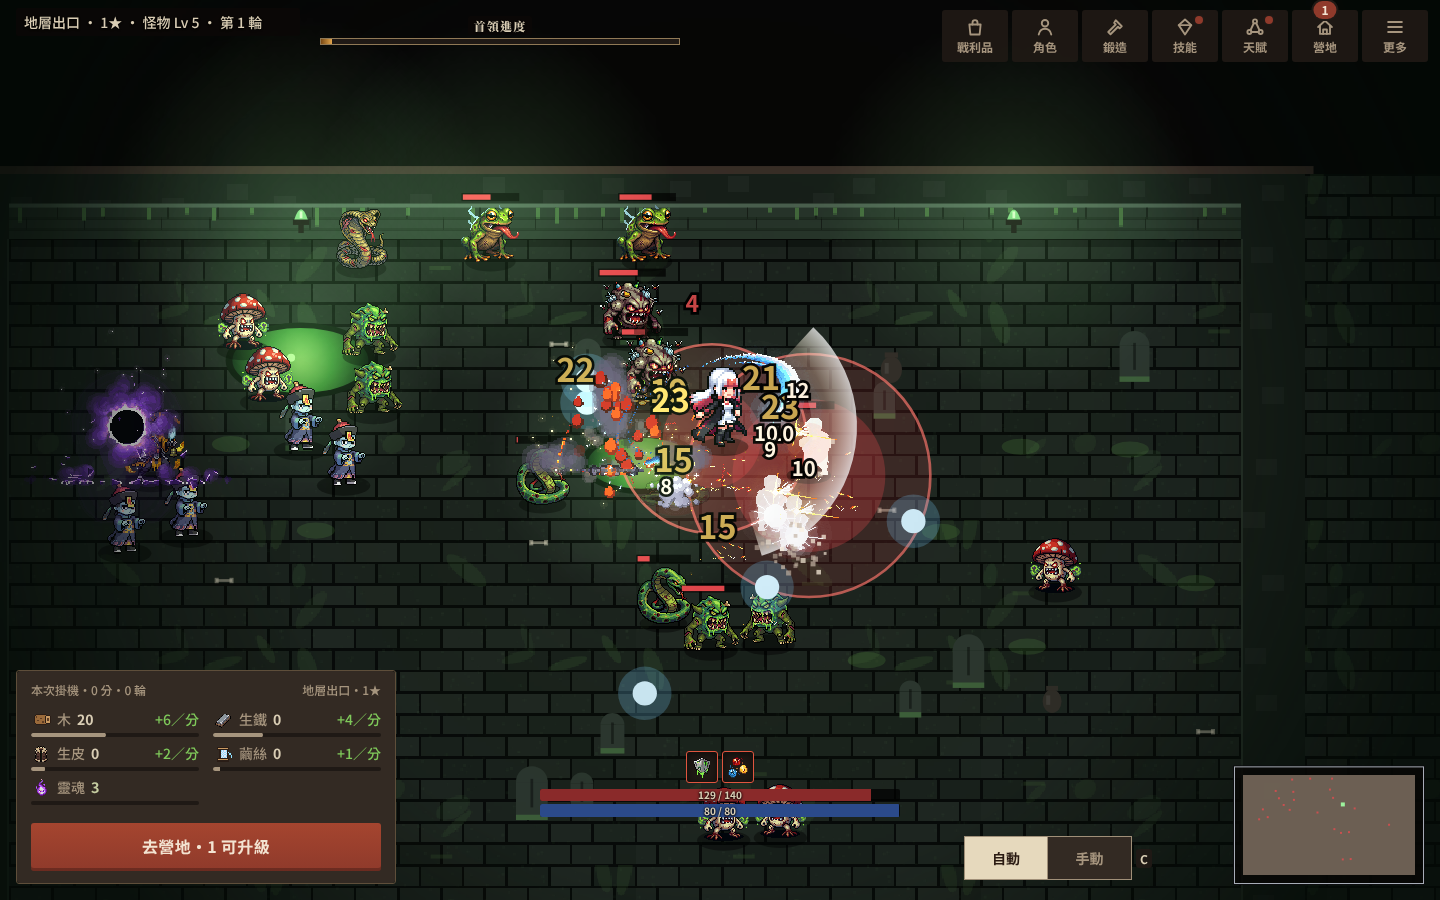 地層出口 • 1★ • 怪物 Lv 5 • 第 1 輪
首領進度
戰利品
角色
鍛造
技能
天賦
1
營地
更多
4
22
21
12
23
23
10.0
9
15
10
8
15
本次掛機 • 0 分 • 0 輪
地層出口 • 1★
木 20 +6／分
生鐵 0 +4／分
生皮 0 +2／分
繭絲 0 +1／分
靈魂 3
去營地 • 1 可升級
129 / 140
80 / 80
自動
手動
C